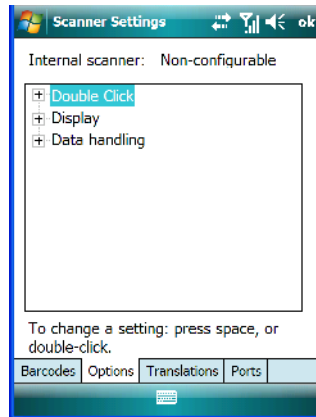 Scanner Settings ok
Internal scanner: Non-configurable
Double Click
Display
Data handling
To change a setting: press space, or
double-click.
Barcodes Options Translations Ports